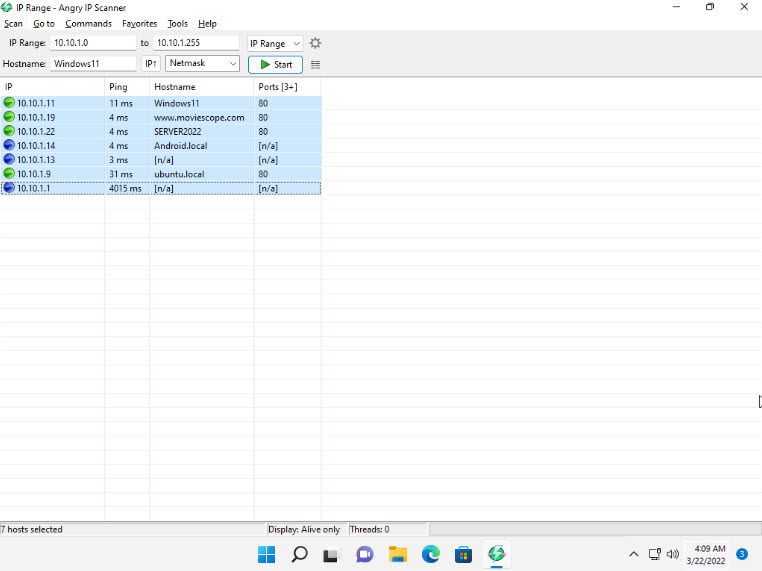 IP Range - Angry IP Scanner
Scan Go to Commands Favorites Tools Help
IP Range: 10.10.1.0 to 10.10.1.255 IP Range
Hostname: Windows11 IP↑ Netmask Start
IP Ping Hostname Ports [3+]
10.10.1.11 11 ms Windows11 80
10.10.1.19 4 ms www.moviescope.com 80
10.10.1.22 4 ms SERVER2022 80
10.10.1.14 4 ms Android.local [n/a]
10.10.1.13 3 ms [n/a] [n/a]
10.10.1.9 31 ms ubuntu.local 80
10.10.1.1 4015 ms [n/a] [n/a]
7 hosts selected Display: Alive only Threads: 0
4:09 AM
3/22/2022 3